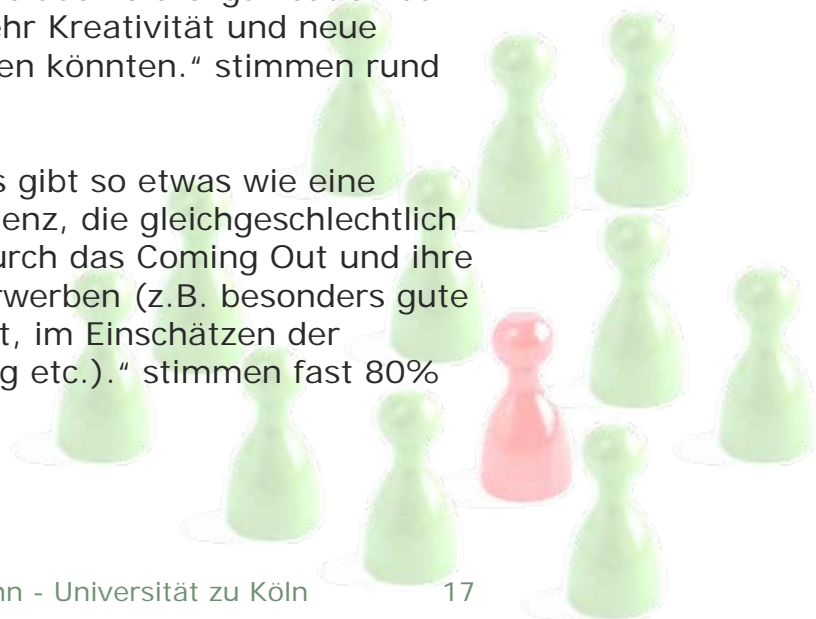 ehr Kreativität und neue
en könnten.“ stimmen rund
s gibt so etwas wie eine
enz, die gleichgeschlechtlich
urch das Coming Out und ihre
rwerben (z.B. besonders gute
t, im Einschätzen der
g etc.).“ stimmen fast 80%
nn - Universität zu Köln 17